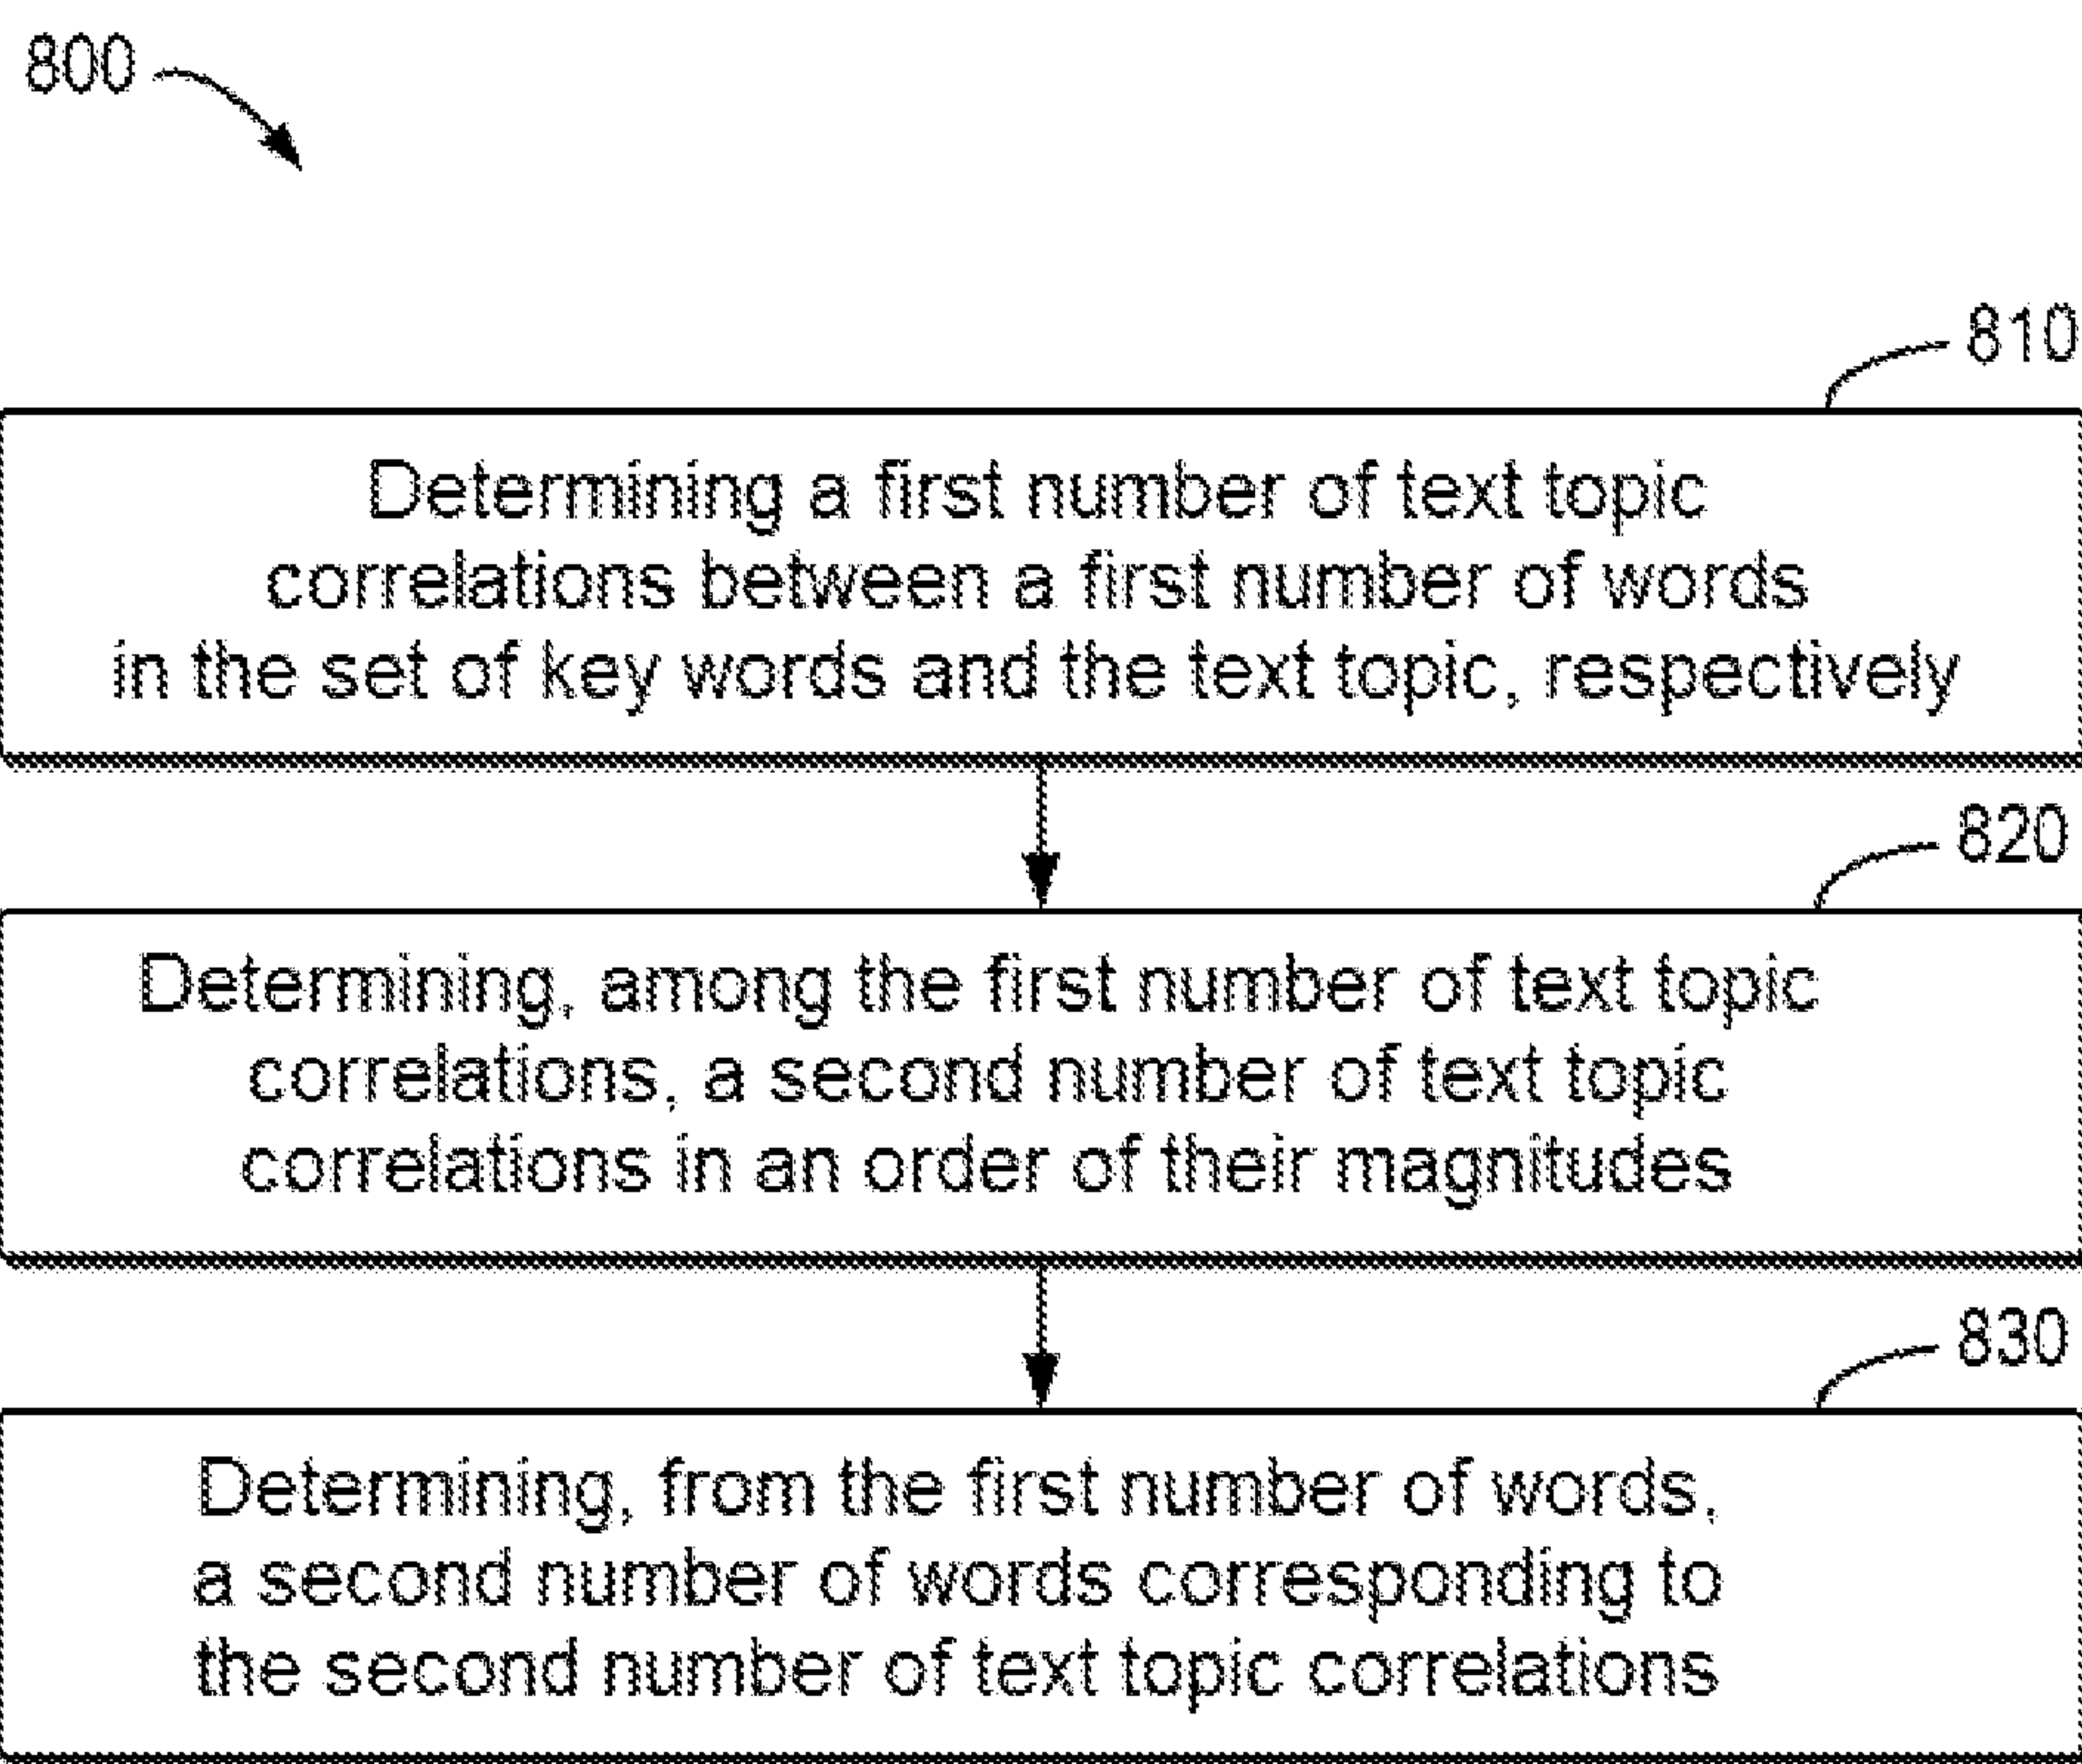 800
810
Determining a first number of text topic
correlations between a first number of words
in the set of key words and the text topic, respectively
820
Determining, among the first number of text topic
correlations, a second number of text topic
correlations in an order of their magnitudes
830
Determining, from the first number of words,
a second number of words corresponding to
the second number of text topic correlations